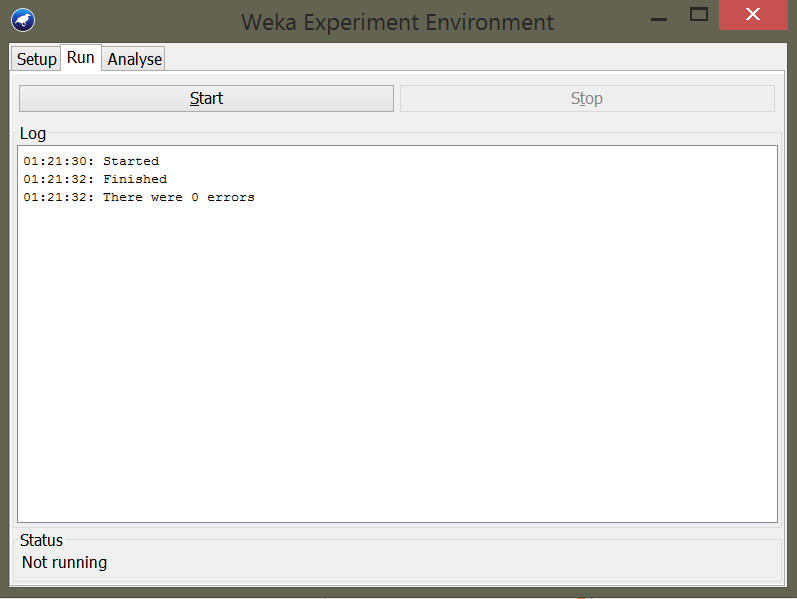 Weka Experiment Environment
Setup Run Analyse
Start Stop
Log
01:21:30: Started
01:21:32: Finished
01:21:32: There were 0 errors
Status
Not running